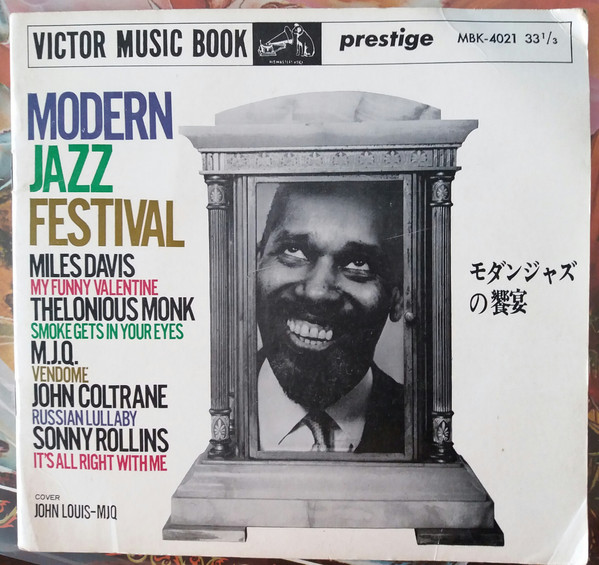 VICTOR MUSIC BOOK
prestige
MBK-4021 33 1/3
MODERN
JAZZ
FESTIVAL
MILES DAVIS
MY FUNNY VALENTINE
THELONIOUS MONK
SMOKE GETS IN YOUR EYES
M.J.Q.
VENDOME
JOHN COLTRANE
RUSSIAN LULLABY
SONNY ROLLINS
IT'S ALL RIGHT WITH ME
モダンジャズ
の饗宴
COVER
JOHN LOUIS-MJQ